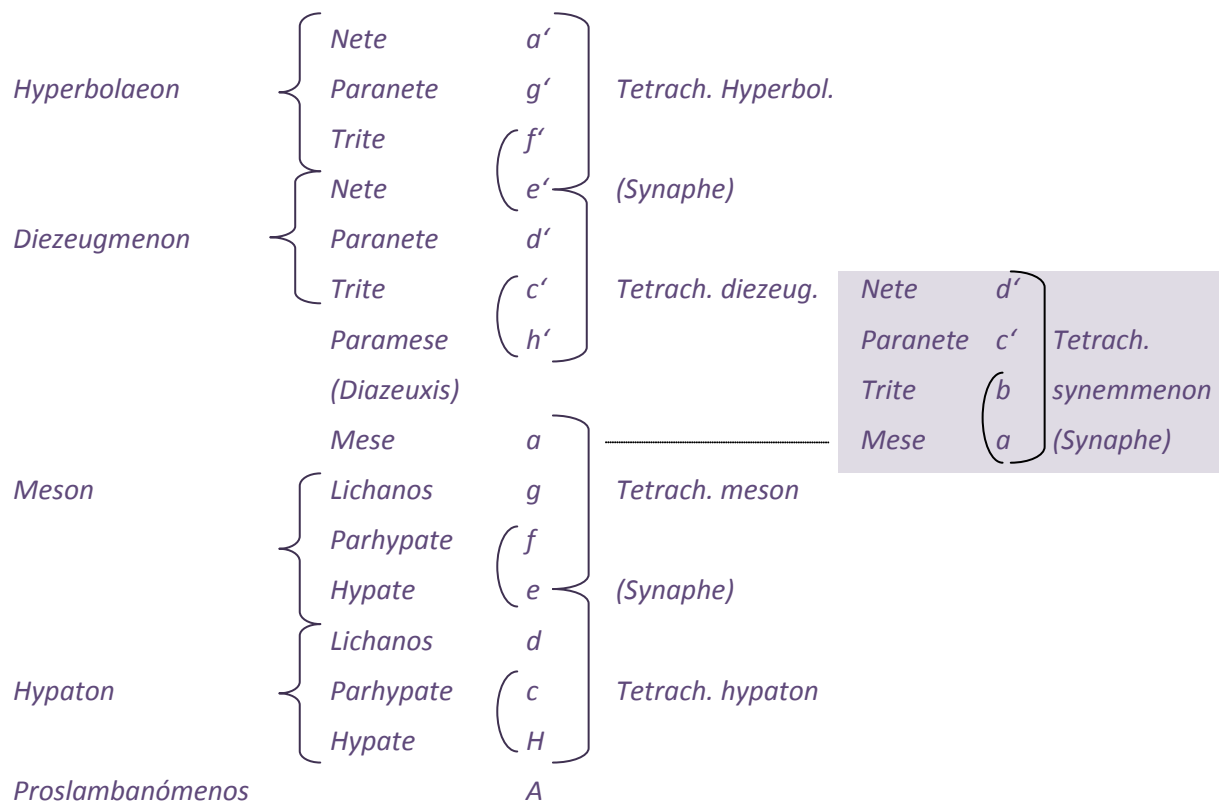 Nete a‘
Hyperbolaeon Paranete g‘ Tetrach. Hyperbol.
Trite f‘
Nete e‘ (Synaphe)
Diezeugmenon Paranete d‘
Trite c‘ Tetrach. diezeug. Nete d‘
Paramese h‘ Paranete c‘ Tetrach.
(Diazeuxis) Trite b synemmenon
Mese a Mese a (Synaphe)
Meson Lichanos g Tetrach. meson
Parhypate f
Hypate e (Synaphe)
Lichanos d
Hypaton Parhypate c Tetrach. hypaton
Hypate H
Proslambanómenos A